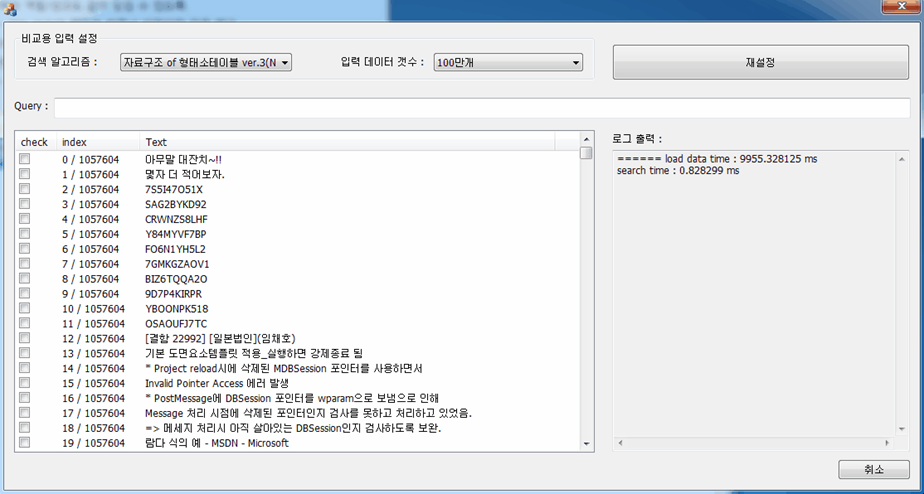 비교용 입력 설정
검색 알고리즘 : 자료구조 of 형태소테이블 ver.3(N 입력 데이터 갯수 : 100만개 재설정
Query :
check index Text
0 / 1057604 아무말 대잔치~!!
1 / 1057604 몇자 더 적어보자.
2 / 1057604 7S5I47O51X
3 / 1057604 SAG2BYKD92
4 / 1057604 CRWNZS8LHF
5 / 1057604 Y84MYVF7BP
6 / 1057604 FO6N1YH5L2
7 / 1057604 7GMKGZAOV1
8 / 1057604 BIZ6TQQA2O
9 / 1057604 9D7P4KIRPR
10 / 1057604 YBOONPK518
11 / 1057604 OSAOUFJ7TC
12 / 1057604 [결함 22992] [일본법인](임채호)
13 / 1057604 기본 도면요소템플릿 적용_실행하면 강제종료 됨
14 / 1057604 * Project reload시에 삭제된 MDBSession 포인터를 사용하면서
15 / 1057604 Invalid Pointer Access 에러 발생
16 / 1057604 * PostMessage에 DBSession 포인터를 wparam으로 보냄으로 인해
17 / 1057604 Message 처리 시점에 삭제된 포인터인지 검사를 못하고 처리하고 있었음.
18 / 1057604 => 메세지 처리시 아직 살아있는 DBSession인지 검사하도록 보완.
19 / 1057604 람다 식의 예 - MSDN - Microsoft
로그 출력 :
====== load data time : 9955.328125 ms
search time : 0.828299 ms
취소